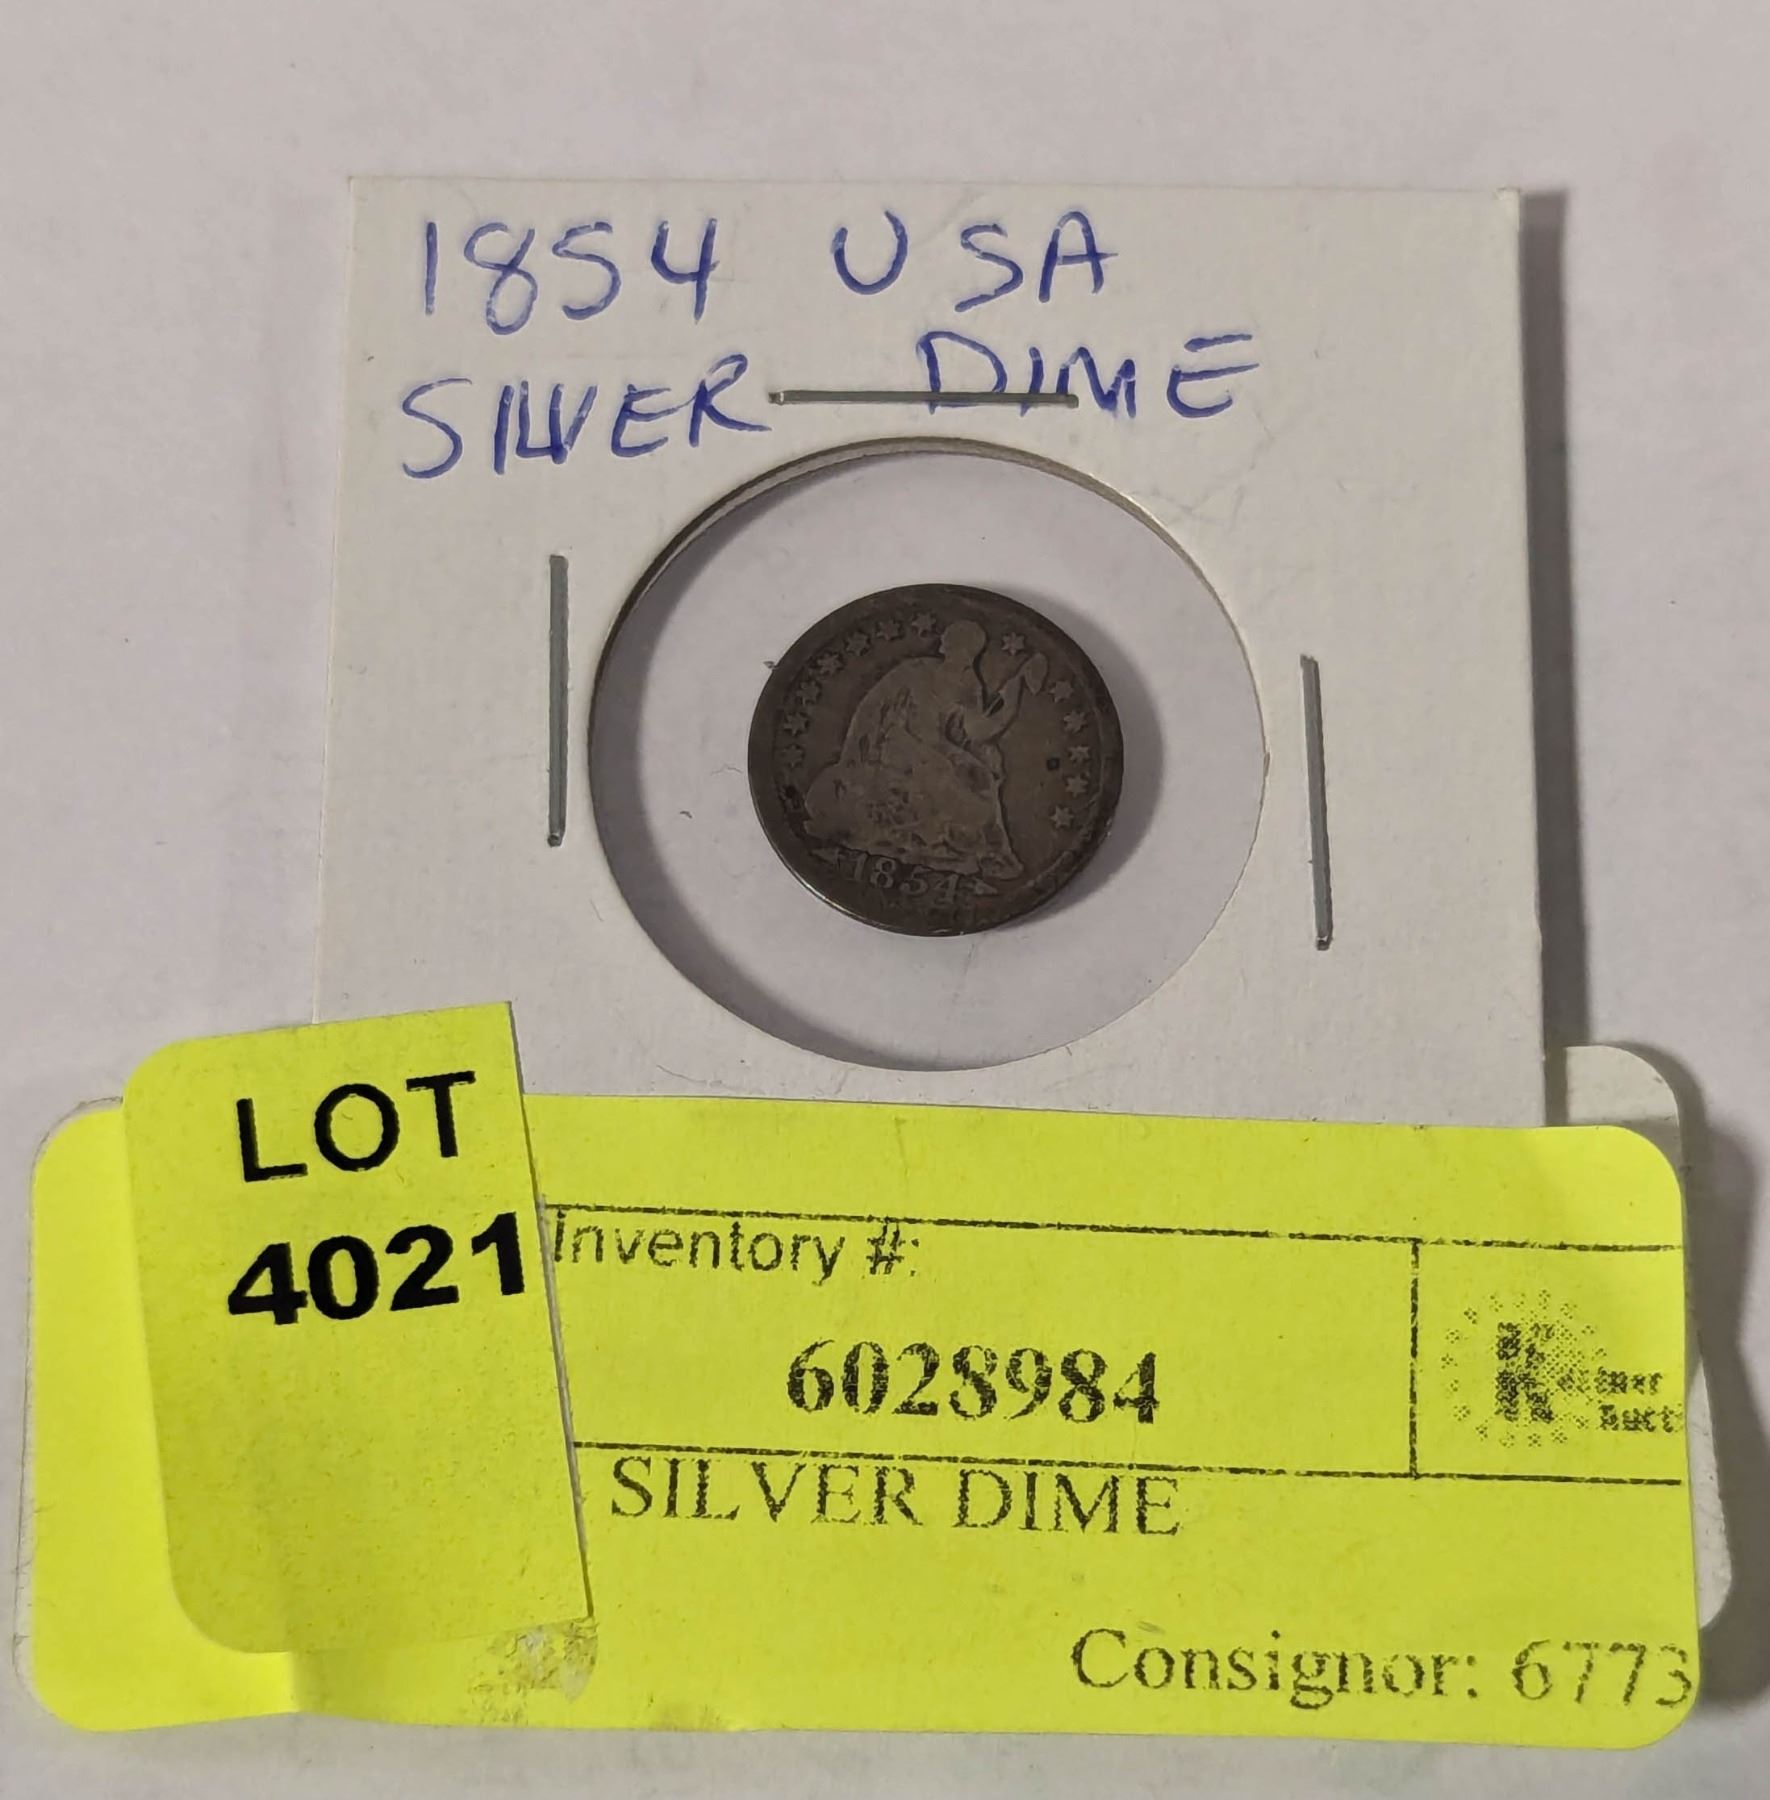 1854 USA
SILVER DIME
1854
LOT
4021
Inventory #:
6028984
SILVER DIME
Consignor: 6773